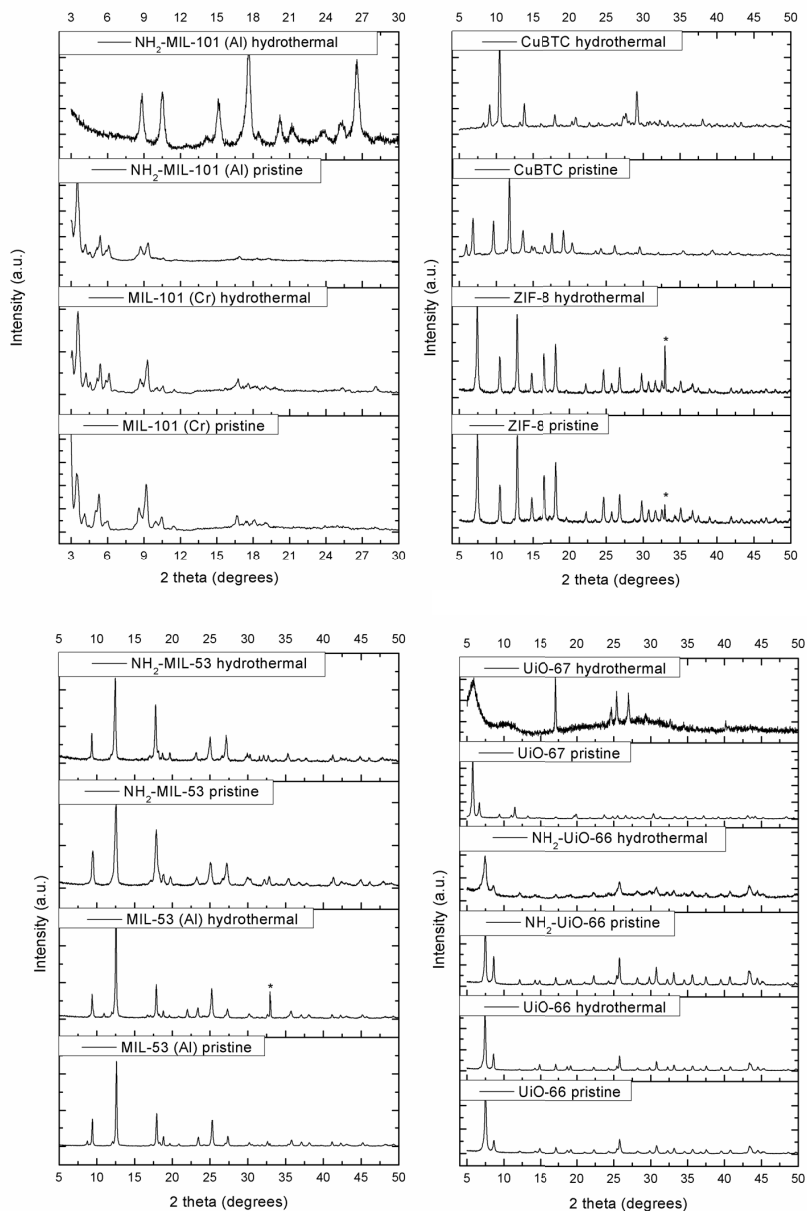 3 6 9 12 15 18 21 24 27 30
NH2-MIL-101 (Al) hydrothermal
NH2-MIL-101 (Al) pristine
MIL-101 (Cr) hydrothermal
MIL-101 (Cr) pristine
3 6 9 12 15 18 21 24 27 30
2 theta (degrees)
Intensity (a.u.)
5 10 15 20 25 30 35 40 45 50
CuBTC hydrothermal
CuBTC pristine
ZIF-8 hydrothermal
*
ZIF-8 pristine
*
5 10 15 20 25 30 35 40 45 50
2 theta (degrees)
Intensity (a.u.)
5 10 15 20 25 30 35 40 45 50
NH2-MIL-53 hydrothermal
NH2-MIL-53 pristine
MIL-53 (Al) hydrothermal
*
MIL-53 (Al) pristine
5 10 15 20 25 30 35 40 45 50
2 theta (degrees)
Intensity (a.u.)
5 10 15 20 25 30 35 40 45 50
UiO-67 hydrothermal
UiO-67 pristine
NH2-UiO-66 hydrothermal
NH2-UiO-66 pristine
UiO-66 hydrothermal
UiO-66 pristine
5 10 15 20 25 30 35 40 45 50
2 theta (degrees)
Intensity (a.u.)